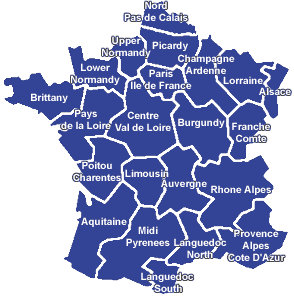 Nord
Pas de Calais
Upper
Normandy
Picardy
Lower
Normandy
Paris
Ile de France
Champagne
Ardenne
Lorraine
Alsace
Brittany
Pays
de la Loire
Centre
Val de Loire
Burgundy
Franche
Comte
Poitou
Charentes
Limousin
Auvergne
Rhone Alpes
Aquitaine
Midi
Pyrenees
Languedoc
North
Provence
Alpes
Cote D'Azur
Languedoc
South